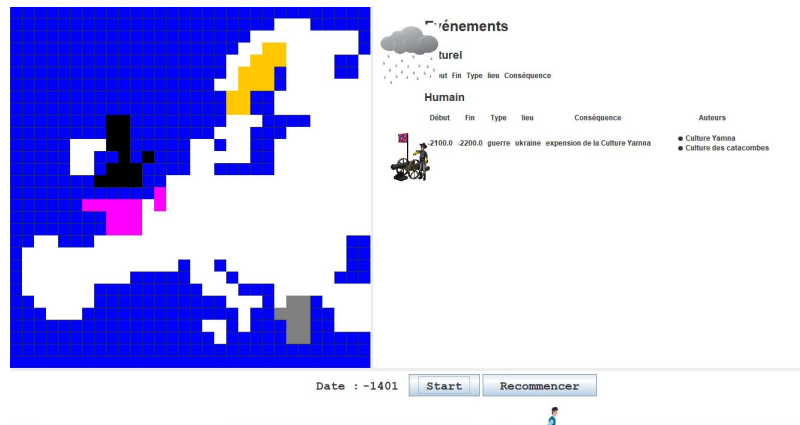 Evénements
turel
ut Fin Type lieu Conséquence
Humain
Début Fin Type lieu Conséquence Auteurs
-2100.0 -2200.0 guerre ukraine expension de la Culture Yamna
● Culture Yamna
● Culture des catacombes
Date : -1401 Start Recommencer